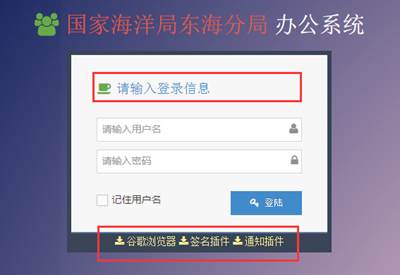 国家海洋局东海分局 办公系统
请输入登录信息
请输入用户名
请输入密码
记住用户名 登陆
谷歌浏览器 签名插件 通知插件